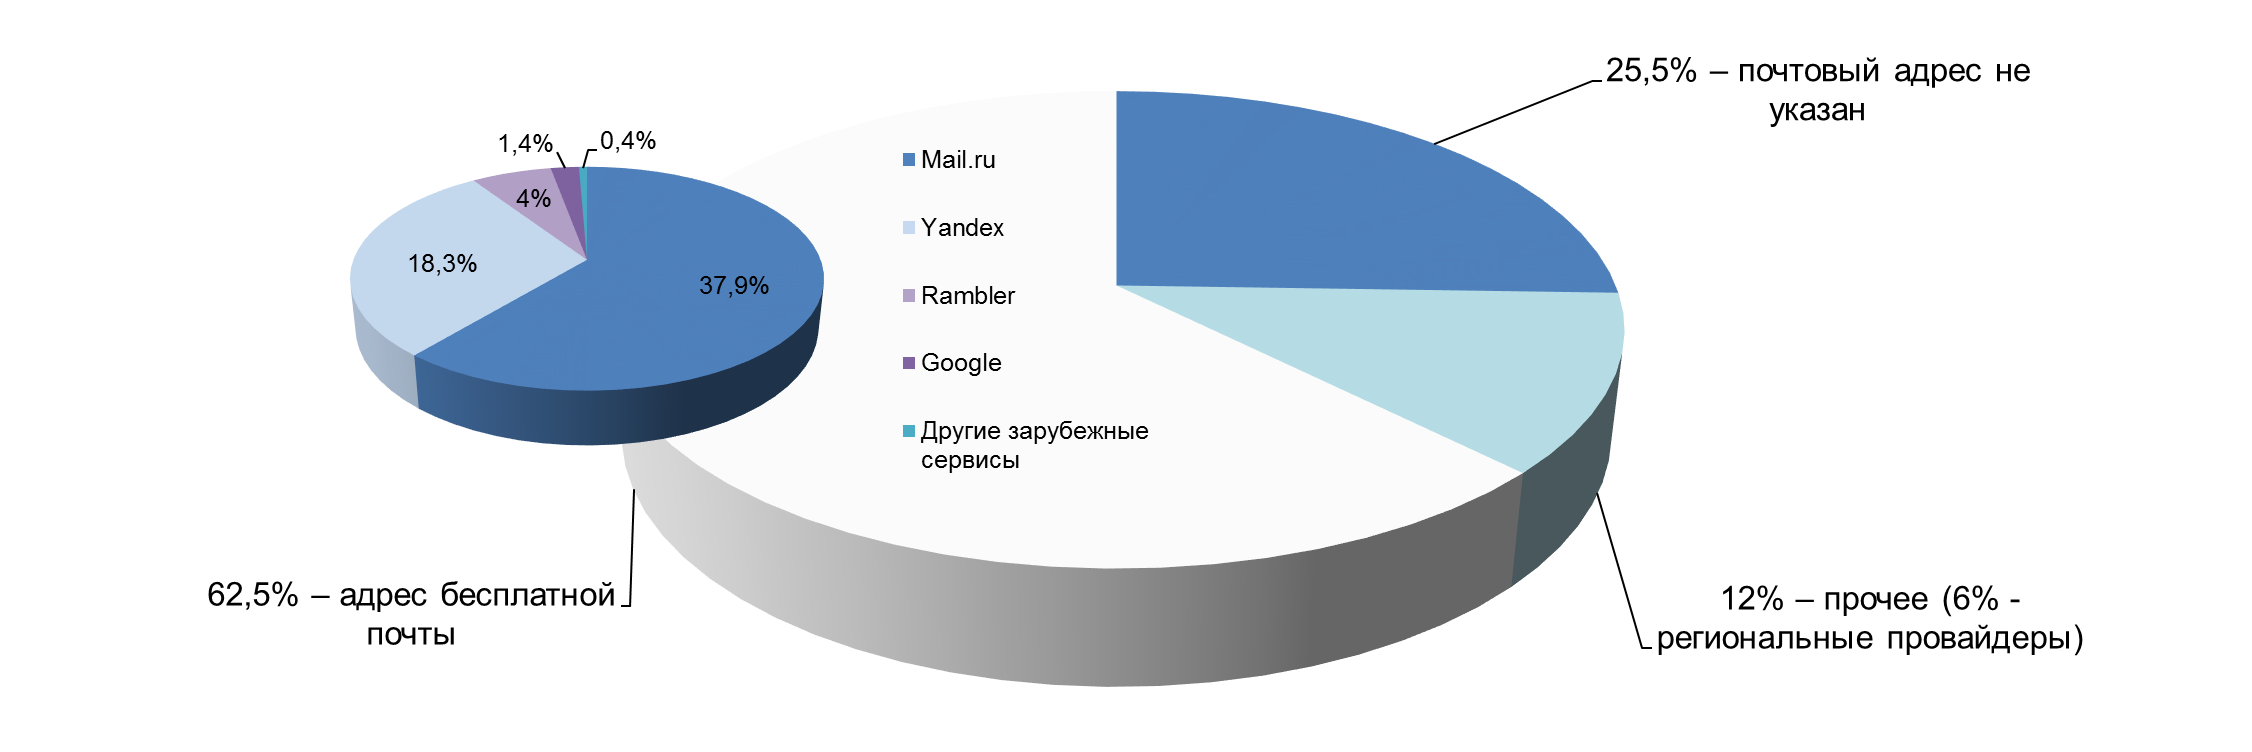 25,5% – почтовый адрес не
указан
1,4%
0,4%
4%
18,3%
37,9%
Mail.ru
Yandex
Rambler
Google
Другие зарубежные
сервисы
62,5% – адрес бесплатной
почты
12% – прочее (6% -
региональные провайдеры)